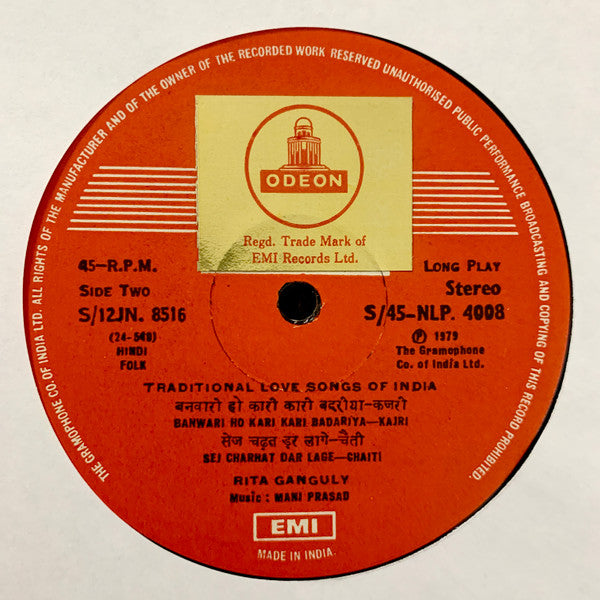 THE GRAMOPHONE CO. OF INDIA LTD. ALL RIGHTS OF THE MANUFACTURER AND OF THE OWNER OF THE RECORDED WORK RESERVED UNAUTHORISED PUBLIC PERFORMANCE BROADCASTING AND COPYING OF THIS RECORD PROHIBITED.
ODEON
Regd. Trade Mark of
EMI Records Ltd.
45-R.P.M.
SIDE TWO
S/12JN. 8516
(24-549)
HINDI
FOLK
LONG PLAY
Stereo
S/45-NLP. 4008
Ⓟ 1979
The Gramophone
Co. of India Ltd.
TRADITIONAL LOVE SONGS OF INDIA
बनवारी हो कारी कारी बदरीया-कजरी
BANWARI HO KARI KARI BADARIYA-KAJRI
सेज चढ़त डर लागे-चैती
SEJ CHARHAT DAR LAGE-CHAITI
RITA GANGULY
Music : MANI PRASAD
EMI
MADE IN INDIA.